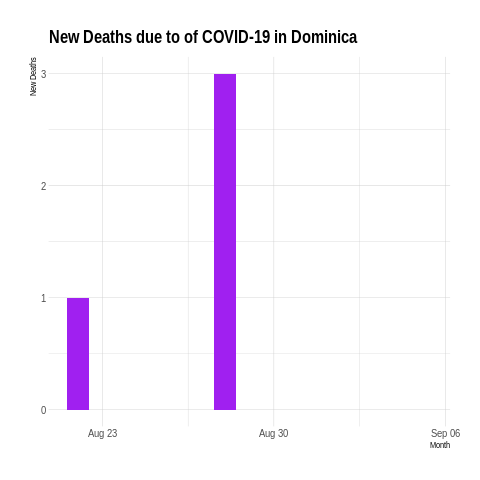 New Deaths due to of COVID-19 in Dominica
New Deaths
3
2
1
0
Aug 23 Aug 30 Sep 06
Month